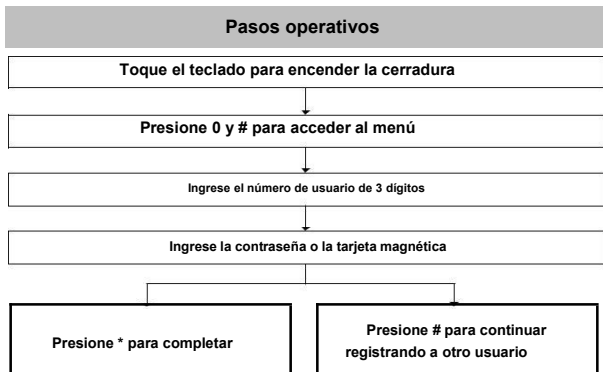 Pasos operativos
Toque el teclado para encender la cerradura
Presione 0 y # para acceder al menú
Ingrese el número de usuario de 3 dígitos
Ingrese la contraseña o la tarjeta magnética
Presione * para completar
Presione # para continuar
registrando a otro usuario